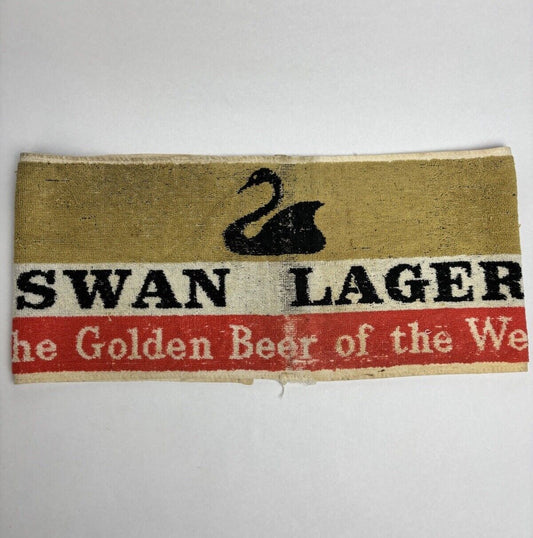 SWAN LAGER
he Golden Beer of the We